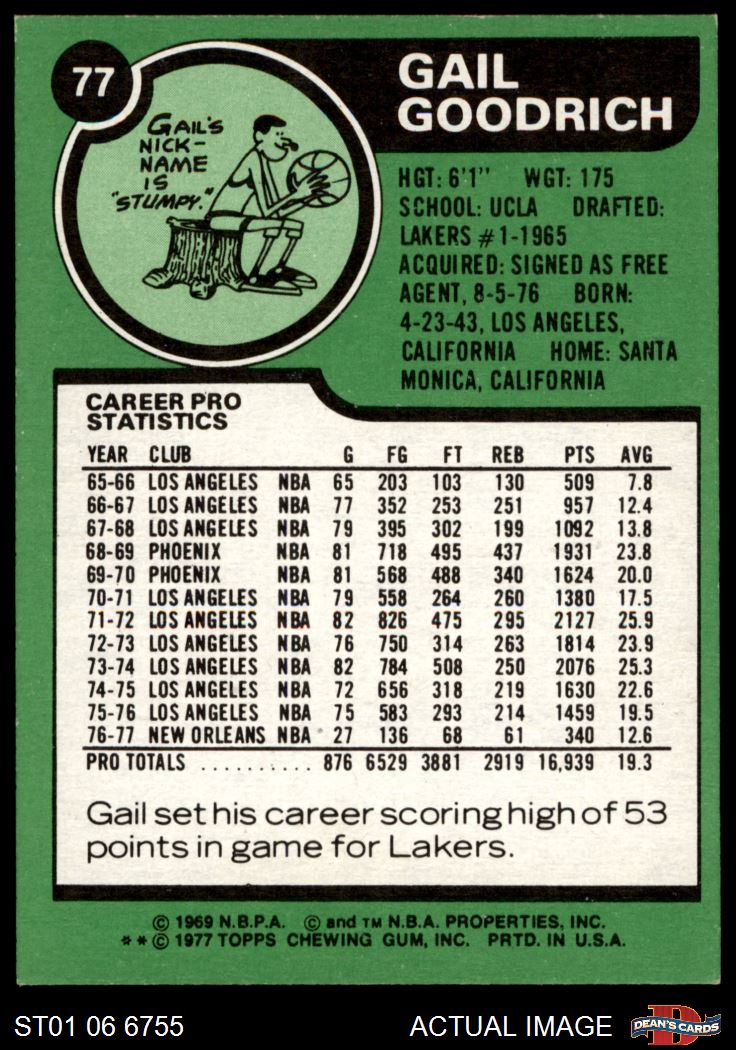 77
GAIL
GOODRICH
GAIL'S
NICK-
NAME
IS
"STUMPY."
HGT: 6'1" WGT: 175
SCHOOL: UCLA DRAFTED:
LAKERS #1-1965
ACQUIRED: SIGNED AS FREE
AGENT, 8-5-76 BORN:
4-23-43, LOS ANGELES,
CALIFORNIA HOME: SANTA
MONICA, CALIFORNIA
CAREER PRO
STATISTICS
YEAR CLUB G FG FT REB PTS AVG
65-66 LOS ANGELES NBA 65 203 103 130 509 7.8
66-67 LOS ANGELES NBA 77 352 253 251 957 12.4
67-68 LOS ANGELES NBA 79 395 302 199 1092 13.8
68-69 PHOENIX NBA 81 718 495 437 1931 23.8
69-70 PHOENIX NBA 81 568 488 340 1624 20.0
70-71 LOS ANGELES NBA 79 558 264 260 1380 17.5
71-72 LOS ANGELES NBA 82 826 475 295 2127 25.9
72-73 LOS ANGELES NBA 76 750 314 263 1814 23.9
73-74 LOS ANGELES NBA 82 784 508 250 2076 25.3
74-75 LOS ANGELES NBA 72 656 318 219 1630 22.6
75-76 LOS ANGELES NBA 75 583 293 214 1459 19.5
76-77 NEW ORLEANS NBA 27 136 68 61 340 12.6
PRO TOTALS .......... 876 6529 3881 2919 16,939 19.3
Gail set his career scoring high of 53
points in game for Lakers.
© 1969 N.B.P.A. © and TM N.B.A. PROPERTIES, INC.
** © 1977 TOPPS CHEWING GUM, INC. PRTD. IN U.S.A.
ST01 06 6755 ACTUAL IMAGE DEAN'S CARDS